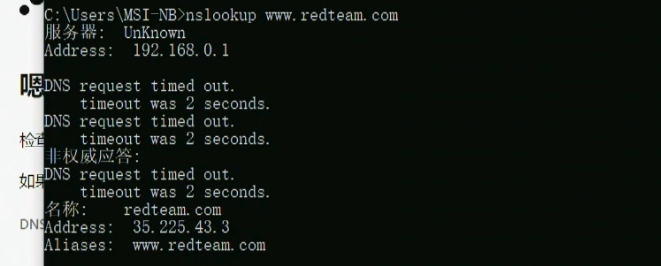 C:\Users\MSI-NB>nslookup www.redteam.com
服务器:  UnKnown
Address:  192.168.0.1
嗯
DNS request timed out.
    timeout was 2 seconds.
DNS request timed out.
检查
    timeout was 2 seconds.
非权威应答:
DNS request timed out.
如果
    timeout was 2 seconds.
名称:    redteam.com
DNS
Address:  35.225.43.3
Aliases:  www.redteam.com